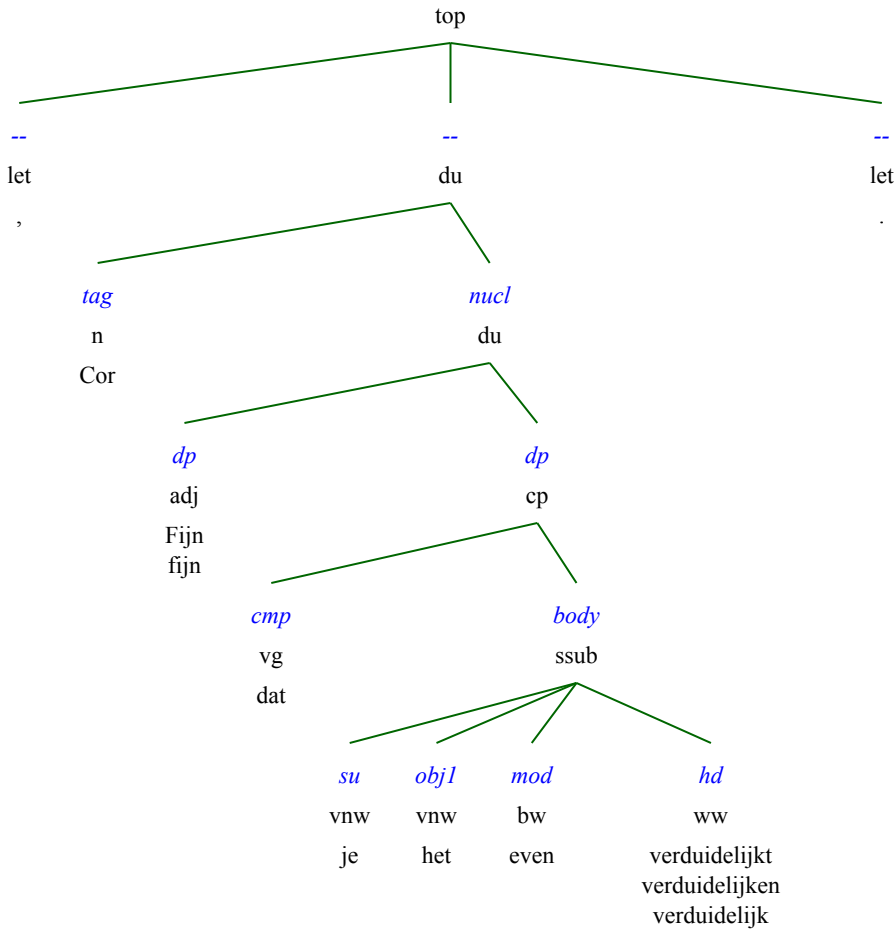 top
-- -- --
let du let
, .
tag nucl
n du
Cor
dp dp
adj cp
Fijn
fijn
cmp body
vg ssub
dat
su obj1 mod hd
vnw vnw bw ww
je het even verduidelijkt
verduidelijken
verduidelijk